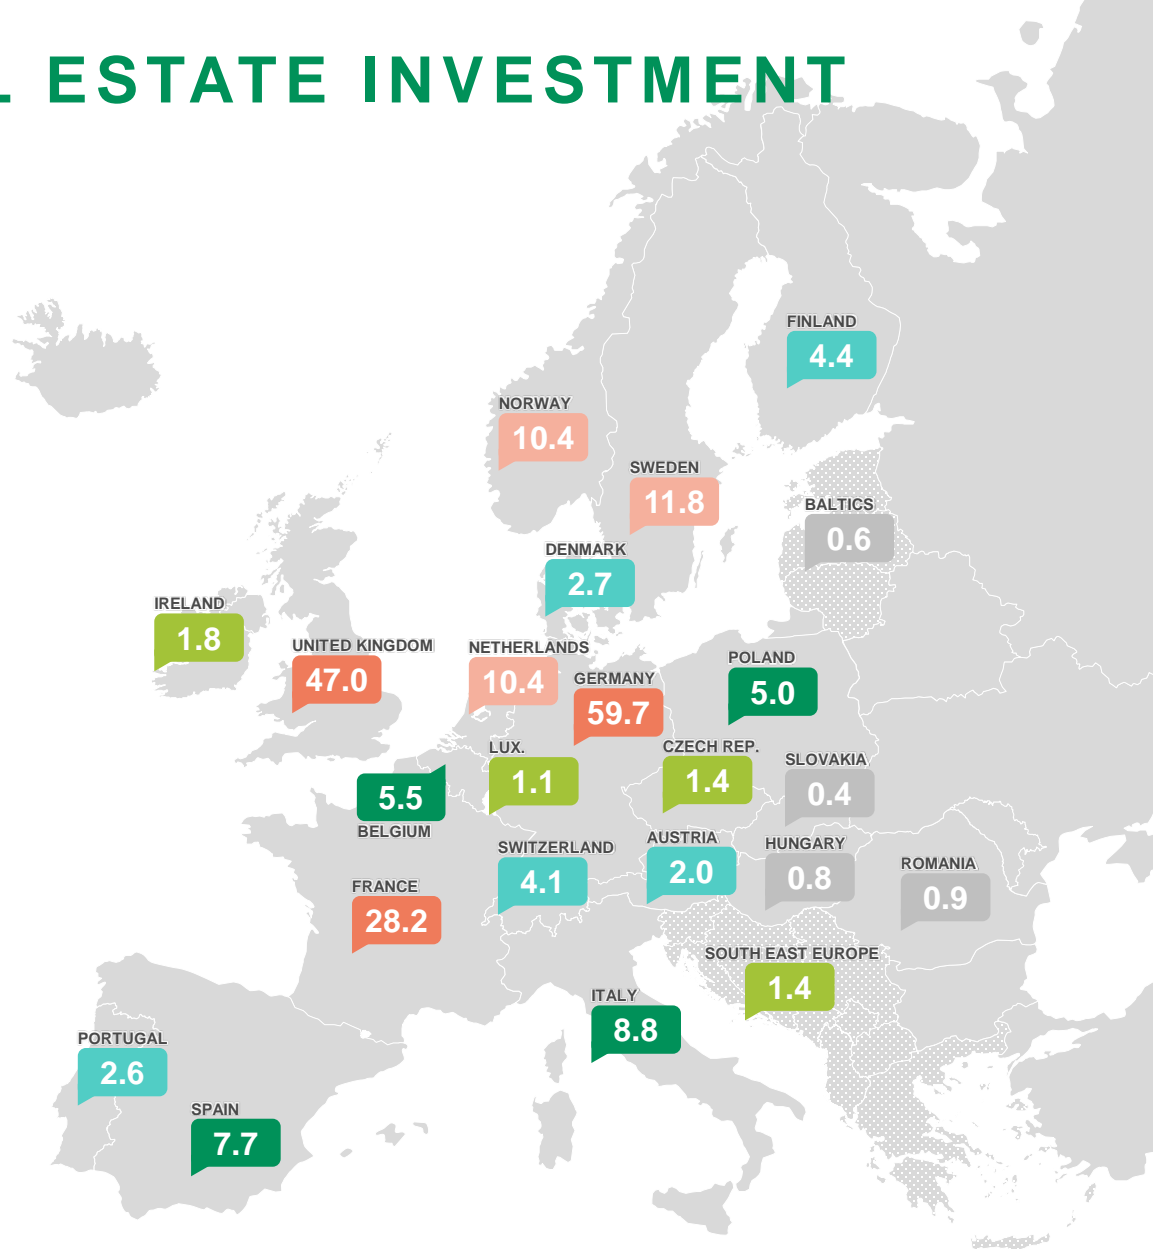 L ESTATE INVESTMENT
FINLAND
4.4
NORWAY
10.4
SWEDEN
11.8
BALTICS
0.6
DENMARK
2.7
IRELAND
1.8
UNITED KINGDOM
47.0
NETHERLANDS
10.4
GERMANY
59.7
POLAND
5.0
LUX.
1.1
CZECH REP.
1.4
SLOVAKIA
0.4
5.5
BELGIUM
SWITZERLAND
4.1
AUSTRIA
2.0
HUNGARY
0.8
ROMANIA
0.9
FRANCE
28.2
SOUTH EAST EUROPE
1.4
ITALY
8.8
PORTUGAL
2.6
SPAIN
7.7